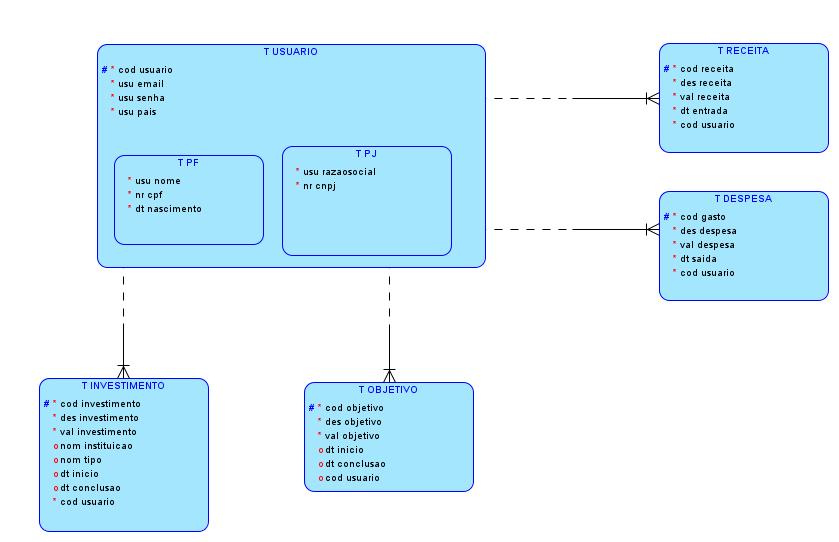 T USUARIO
# * cod usuario
* usu email
* usu senha
* usu pais
T PF
* usu nome
* nr cpf
* dt nascimento
T PJ
* usu razaosocial
* nr cnpj
T RECEITA
# * cod receita
* des receita
* val receita
* dt entrada
* cod usuario
T DESPESA
# * cod gasto
* des despesa
* val despesa
* dt saida
* cod usuario
T INVESTIMENTO
# * cod investimento
* des investimento
* val investimento
o nom instituicao
o nom tipo
o dt inicio
o dt conclusao
* cod usuario
T OBJETIVO
# * cod objetivo
* des objetivo
* val objetivo
o dt inicio
o dt conclusao
o cod usuario